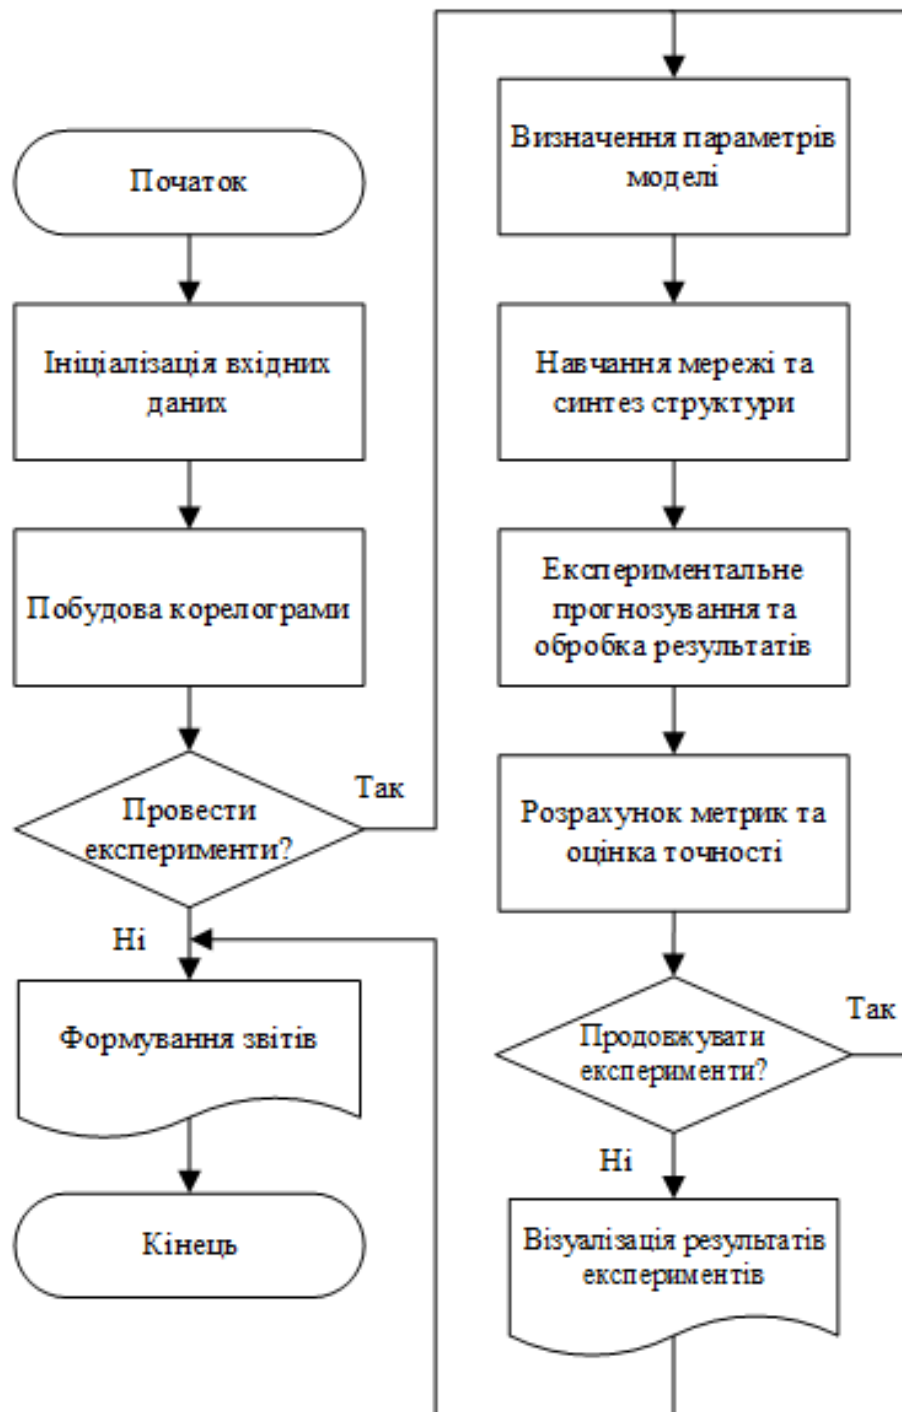 Початок
Ініціалізація вхідних
даних
Побудова корелограми
Провести
експерименти?
Так
Ні
Формування звітів
Кінець
Визначення параметрів
моделі
Навчання мережі та
синтез структури
Експериментальне
прогнозування та
обробка результатів
Розрахунок метрик та
оцінка точності
Продовжувати
експерименти?
Так
Ні
Візуалізація результатів
експериментів